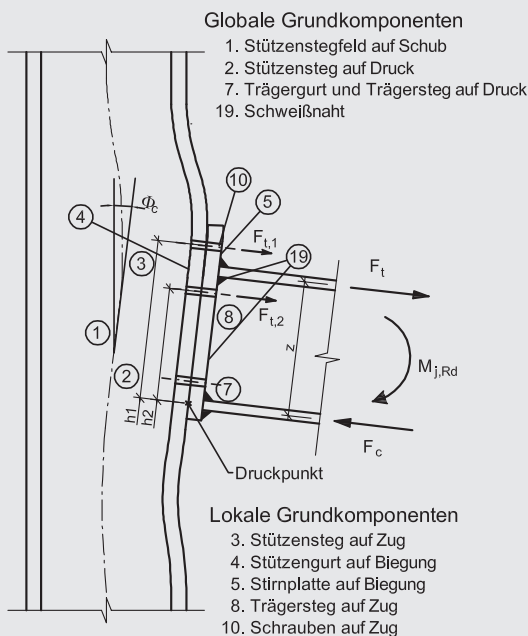 Globale Grundkomponenten
1. Stützenstegfeld auf Schub
2. Stützensteg auf Druck
7. Trägergurt und Trägersteg auf Druck
19. Schweißnaht
10
Φc
4
5
Ft,1
19
3
Ft
Ft,2
8
1
z
Mj,Rd
2
7
h1
h2
Fc
Druckpunkt
Lokale Grundkomponenten
3. Stützensteg auf Zug
4. Stützengurt auf Biegung
5. Stirnplatte auf Biegung
8. Trägersteg auf Zug
10. Schrauben auf Zug